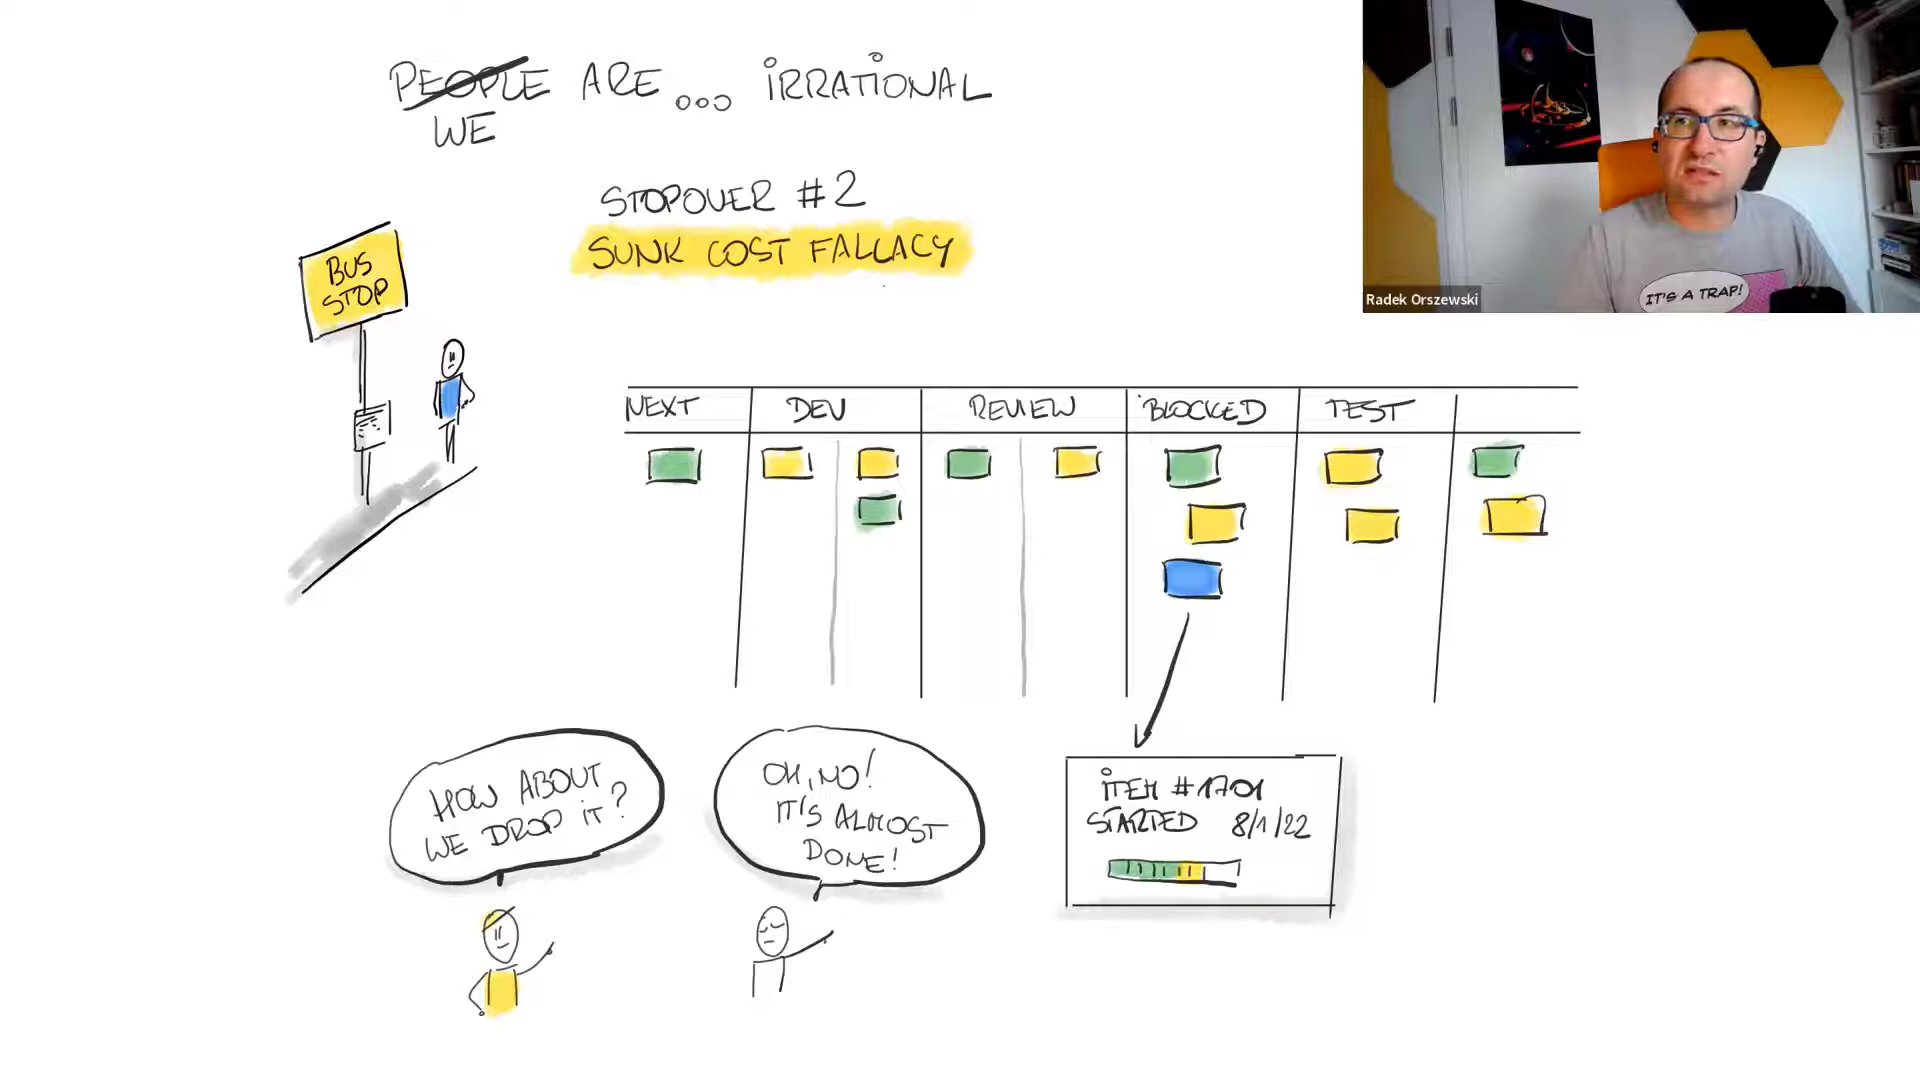 PEOPLE ARE... IRRATIONAL
WE
STOPOVER #2
SUNK COST FALLACY
BUS
STOP
NEXT DEV REVIEW BLOCKED TEST
HOW ABOUT
WE DROP IT?
OH, NO!
IT'S ALMOST
DONE!
ITEM #1701
STARTED 8/1/22
IT'S A TRAP!
Radek Orszewski